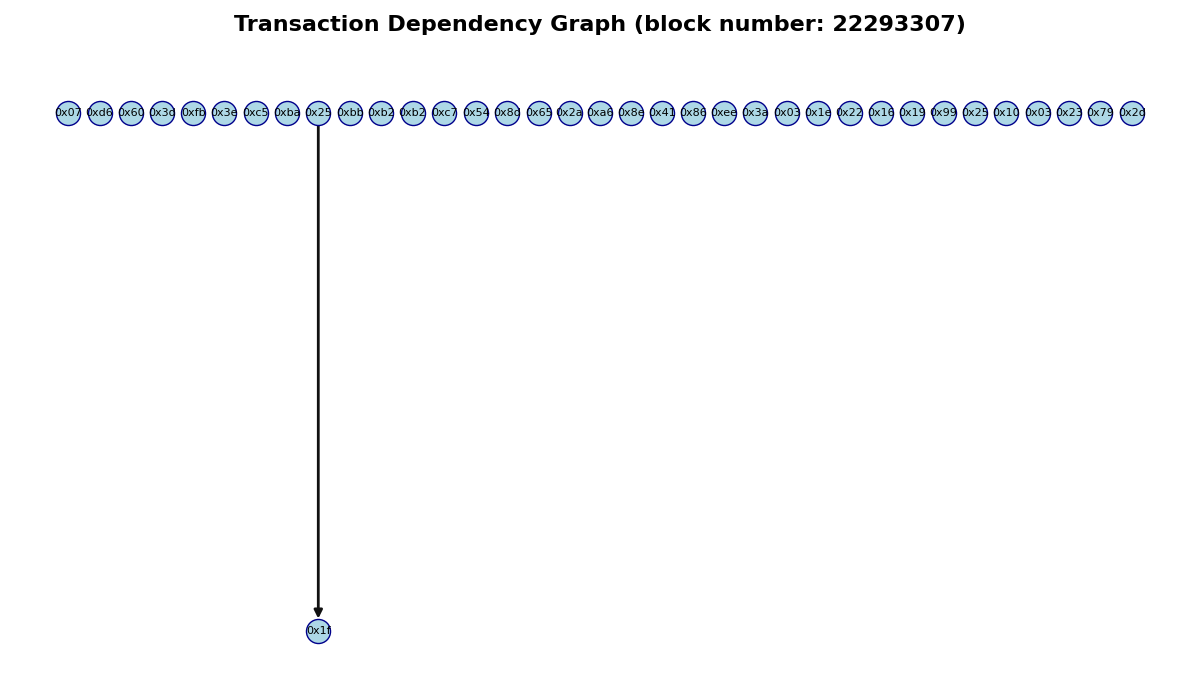 Transaction Dependency Graph (block number: 22293307)
0x07 0xd6 0x60 0x3d 0xfb 0x3e 0xc5 0xba 0x25 0xbb 0xb2 0xb2 0xc7 0x54 0x8d 0x65 0x2a 0xa6 0x8e 0x41 0x86 0xee 0x3a 0x03 0x1e 0x22 0x16 0x19 0x99 0x25 0x10 0x03 0x23 0x79 0x2d
0x1f